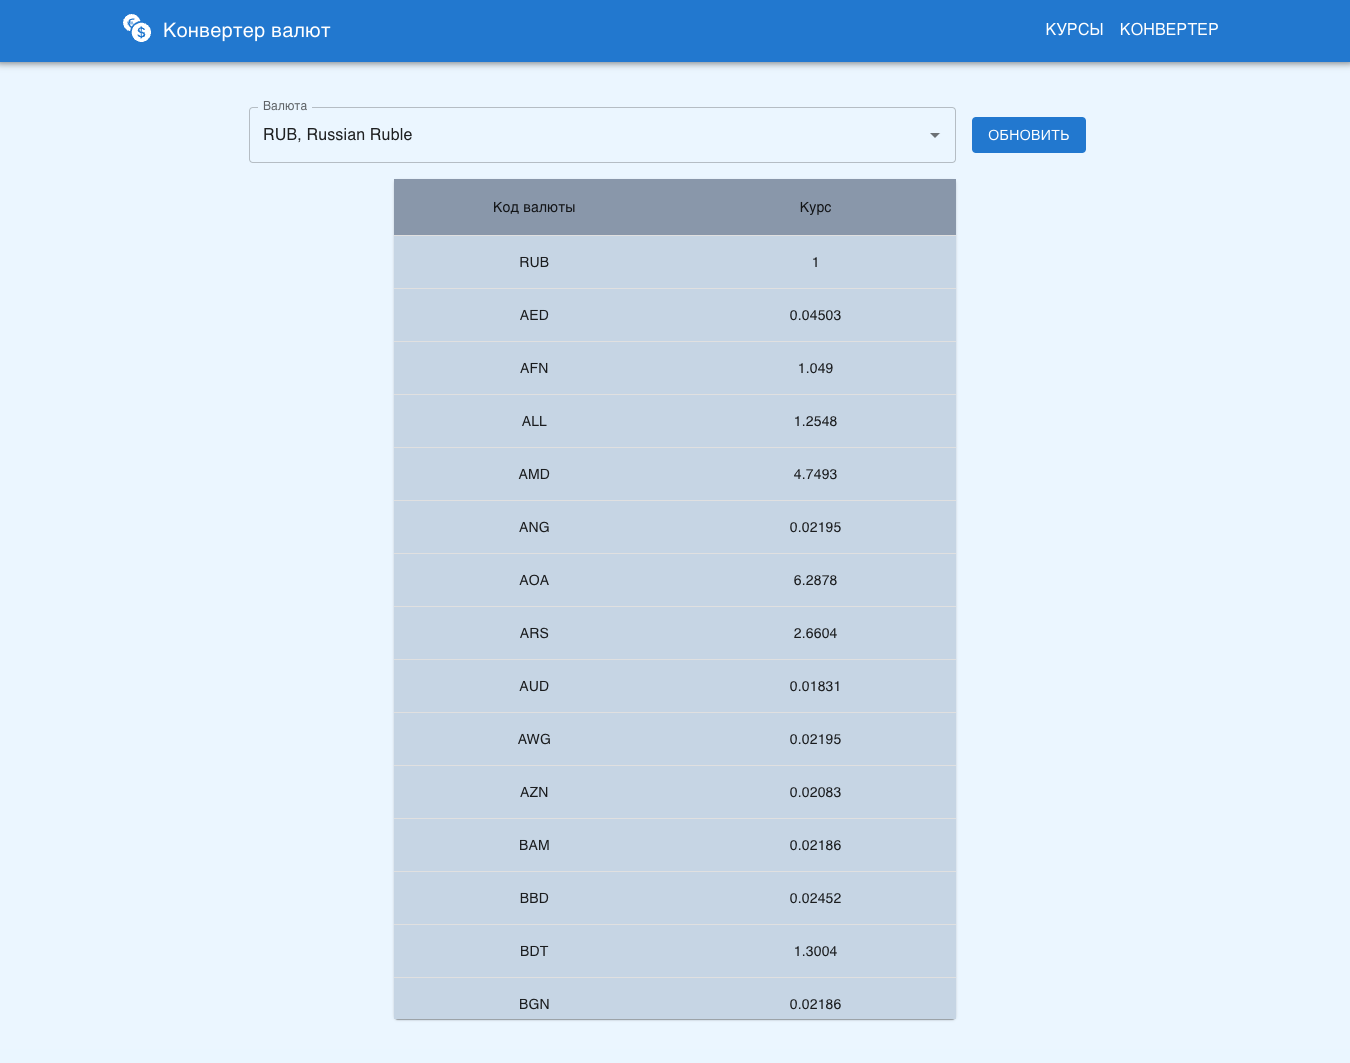 Конвертер валют
КУРСЫ КОНВЕРТЕР
Валюта
RUB, Russian Ruble
ОБНОВИТЬ
Код валюты Курс
RUB 1
AED 0.04503
AFN 1.049
ALL 1.2548
AMD 4.7493
ANG 0.02195
AOA 6.2878
ARS 2.6604
AUD 0.01831
AWG 0.02195
AZN 0.02083
BAM 0.02186
BBD 0.02452
BDT 1.3004
BGN 0.02186